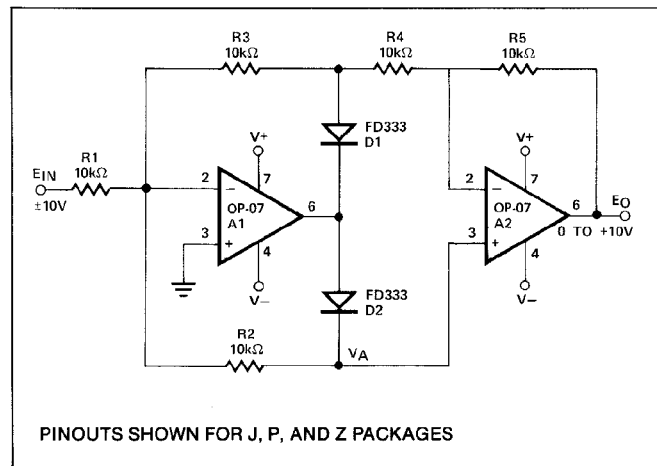 R3
10kΩ
R4
10kΩ
R5
10kΩ
FD333
D1
EIN
±10V
R1
10kΩ
V+
7
2
−
OP-07
A1
6
3
+
4
V−
V+
7
2
−
OP-07
A2
6
EO
0 TO +10V
3
+
4
V−
FD333
D2
R2
10kΩ
VA
PINOUTS SHOWN FOR J, P, AND Z PACKAGES